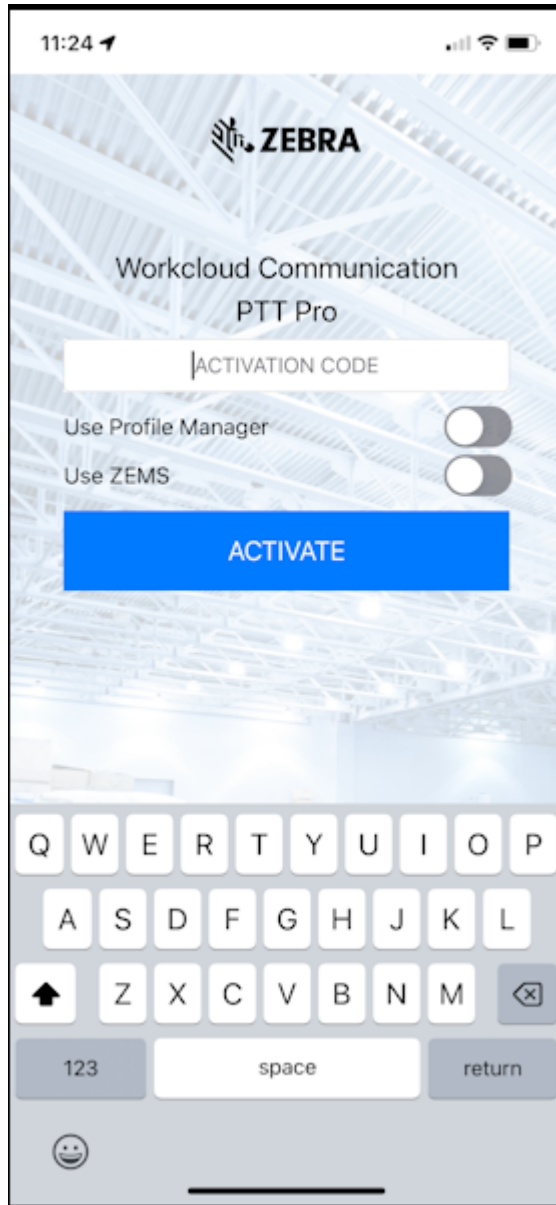 11:24
ZEBRA
Workcloud Communication
PTT Pro
ACTIVATION CODE
Use Profile Manager
Use ZEMS
ACTIVATE
Q W E R T Y U I O P
A S D F G H J K L
Z X C V B N M
123 space return